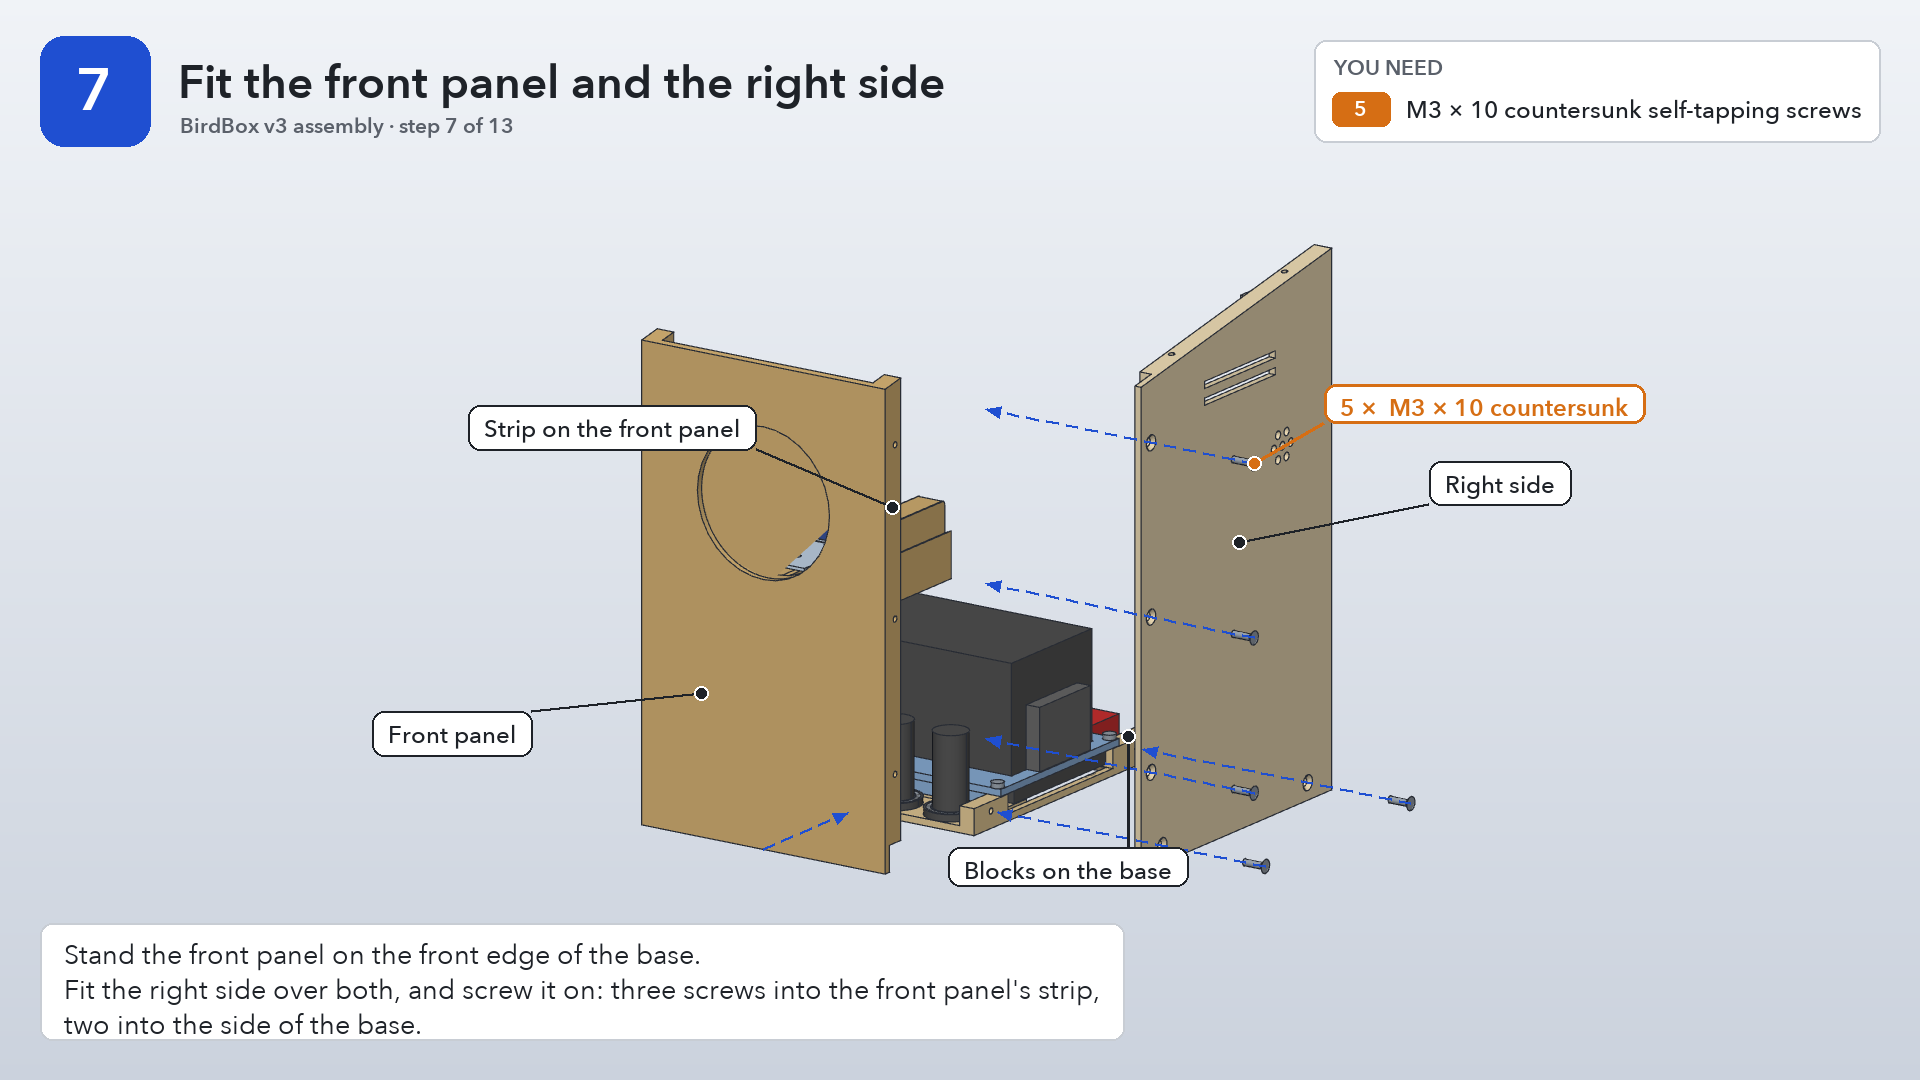 7
Fit the front panel and the right side
BirdBox v3 assembly · step 7 of 13
YOU NEED
5 M3 × 10 countersunk self-tapping screws
5 × M3 × 10 countersunk
Strip on the front panel
Right side
Front panel
Blocks on the base
Stand the front panel on the front edge of the base.
Fit the right side over both, and screw it on: three screws into the front panel's strip,
two into the side of the base.